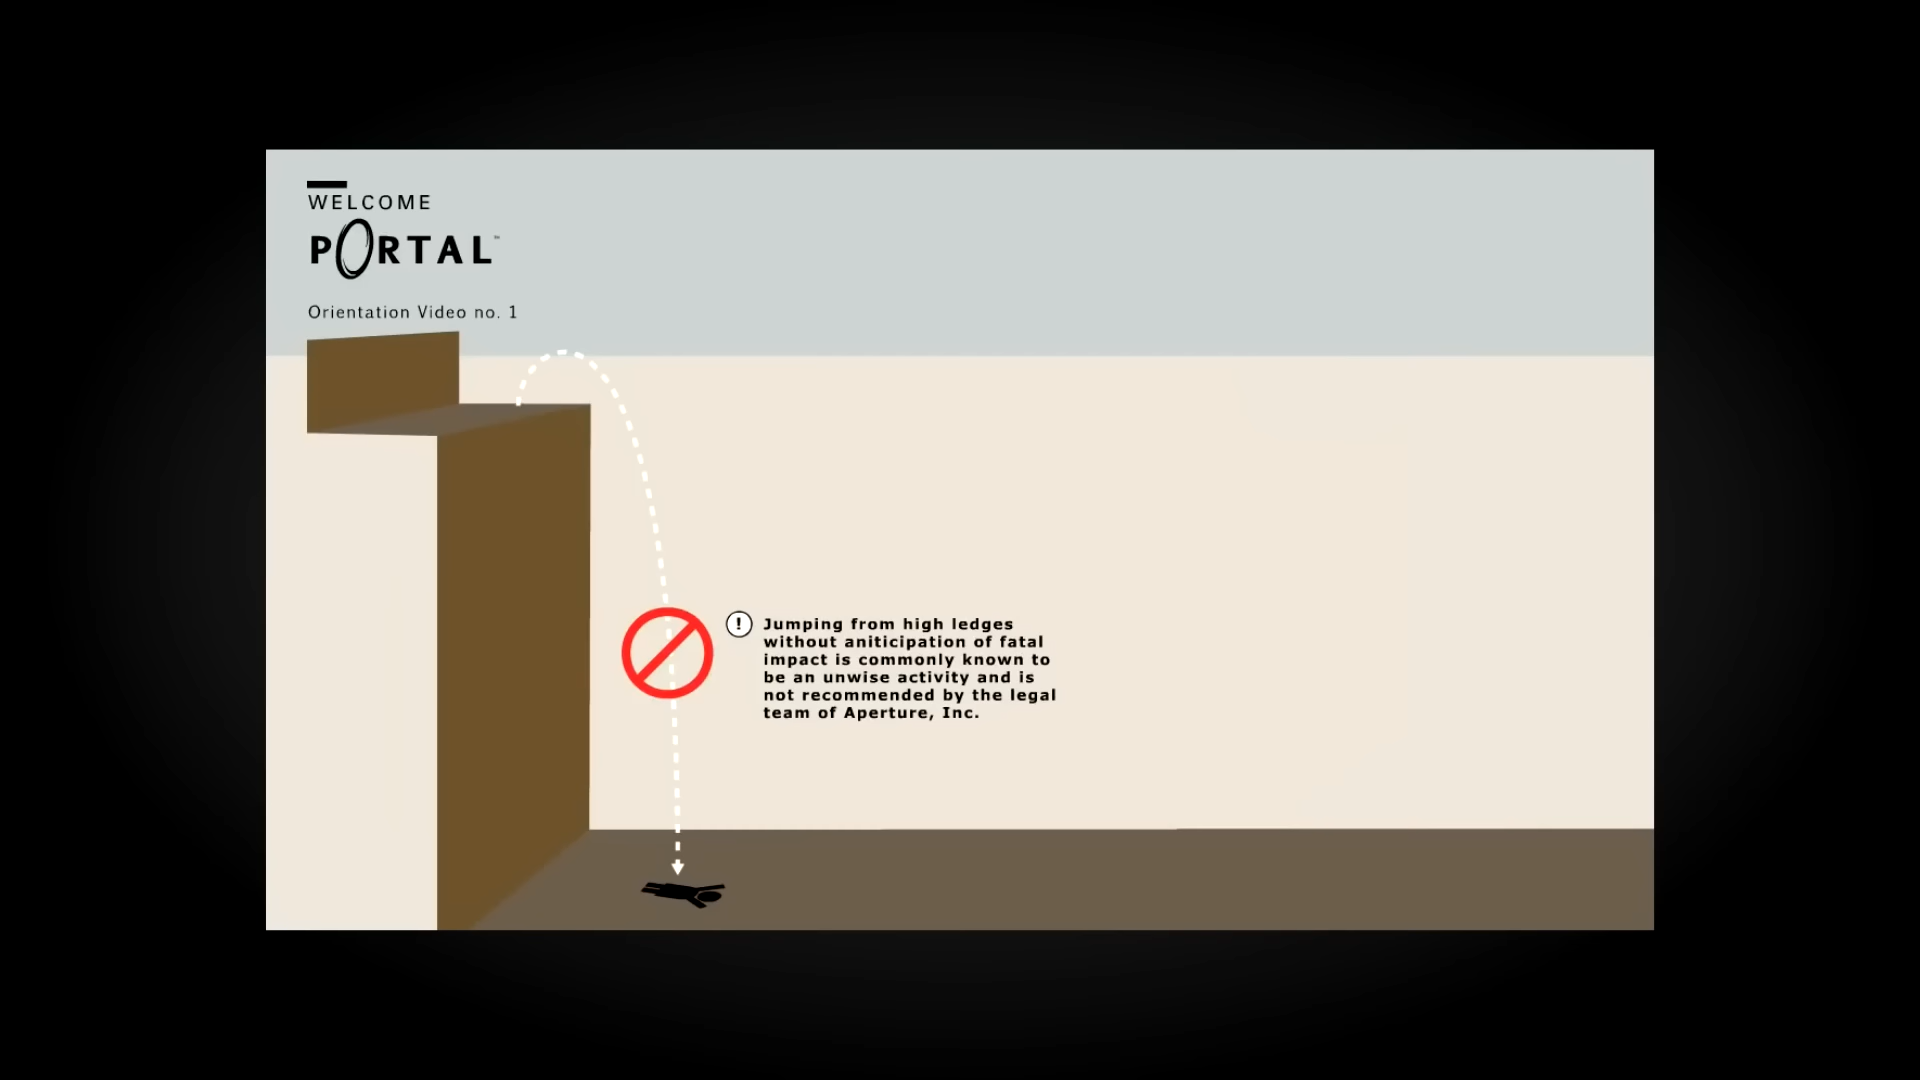 WELCOME
PORTAL™
Orientation Video no. 1
! Jumping from high ledges
without aniticipation of fatal
impact is commonly known to
be an unwise activity and is
not recommended by the legal
team of Aperture, Inc.